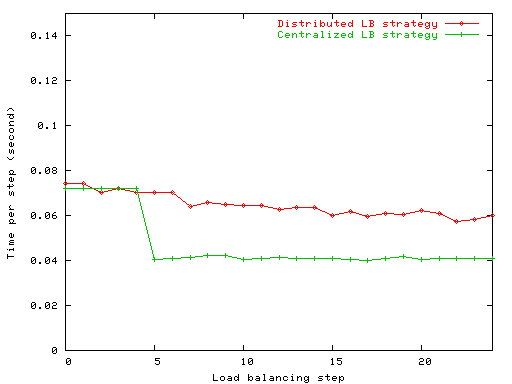 Distributed LB strategy
Centralized LB strategy
0.14
0.12
0.1
0.08
0.06
0.04
0.02
0
Time per step (second)
0 5 10 15 20
Load balancing step